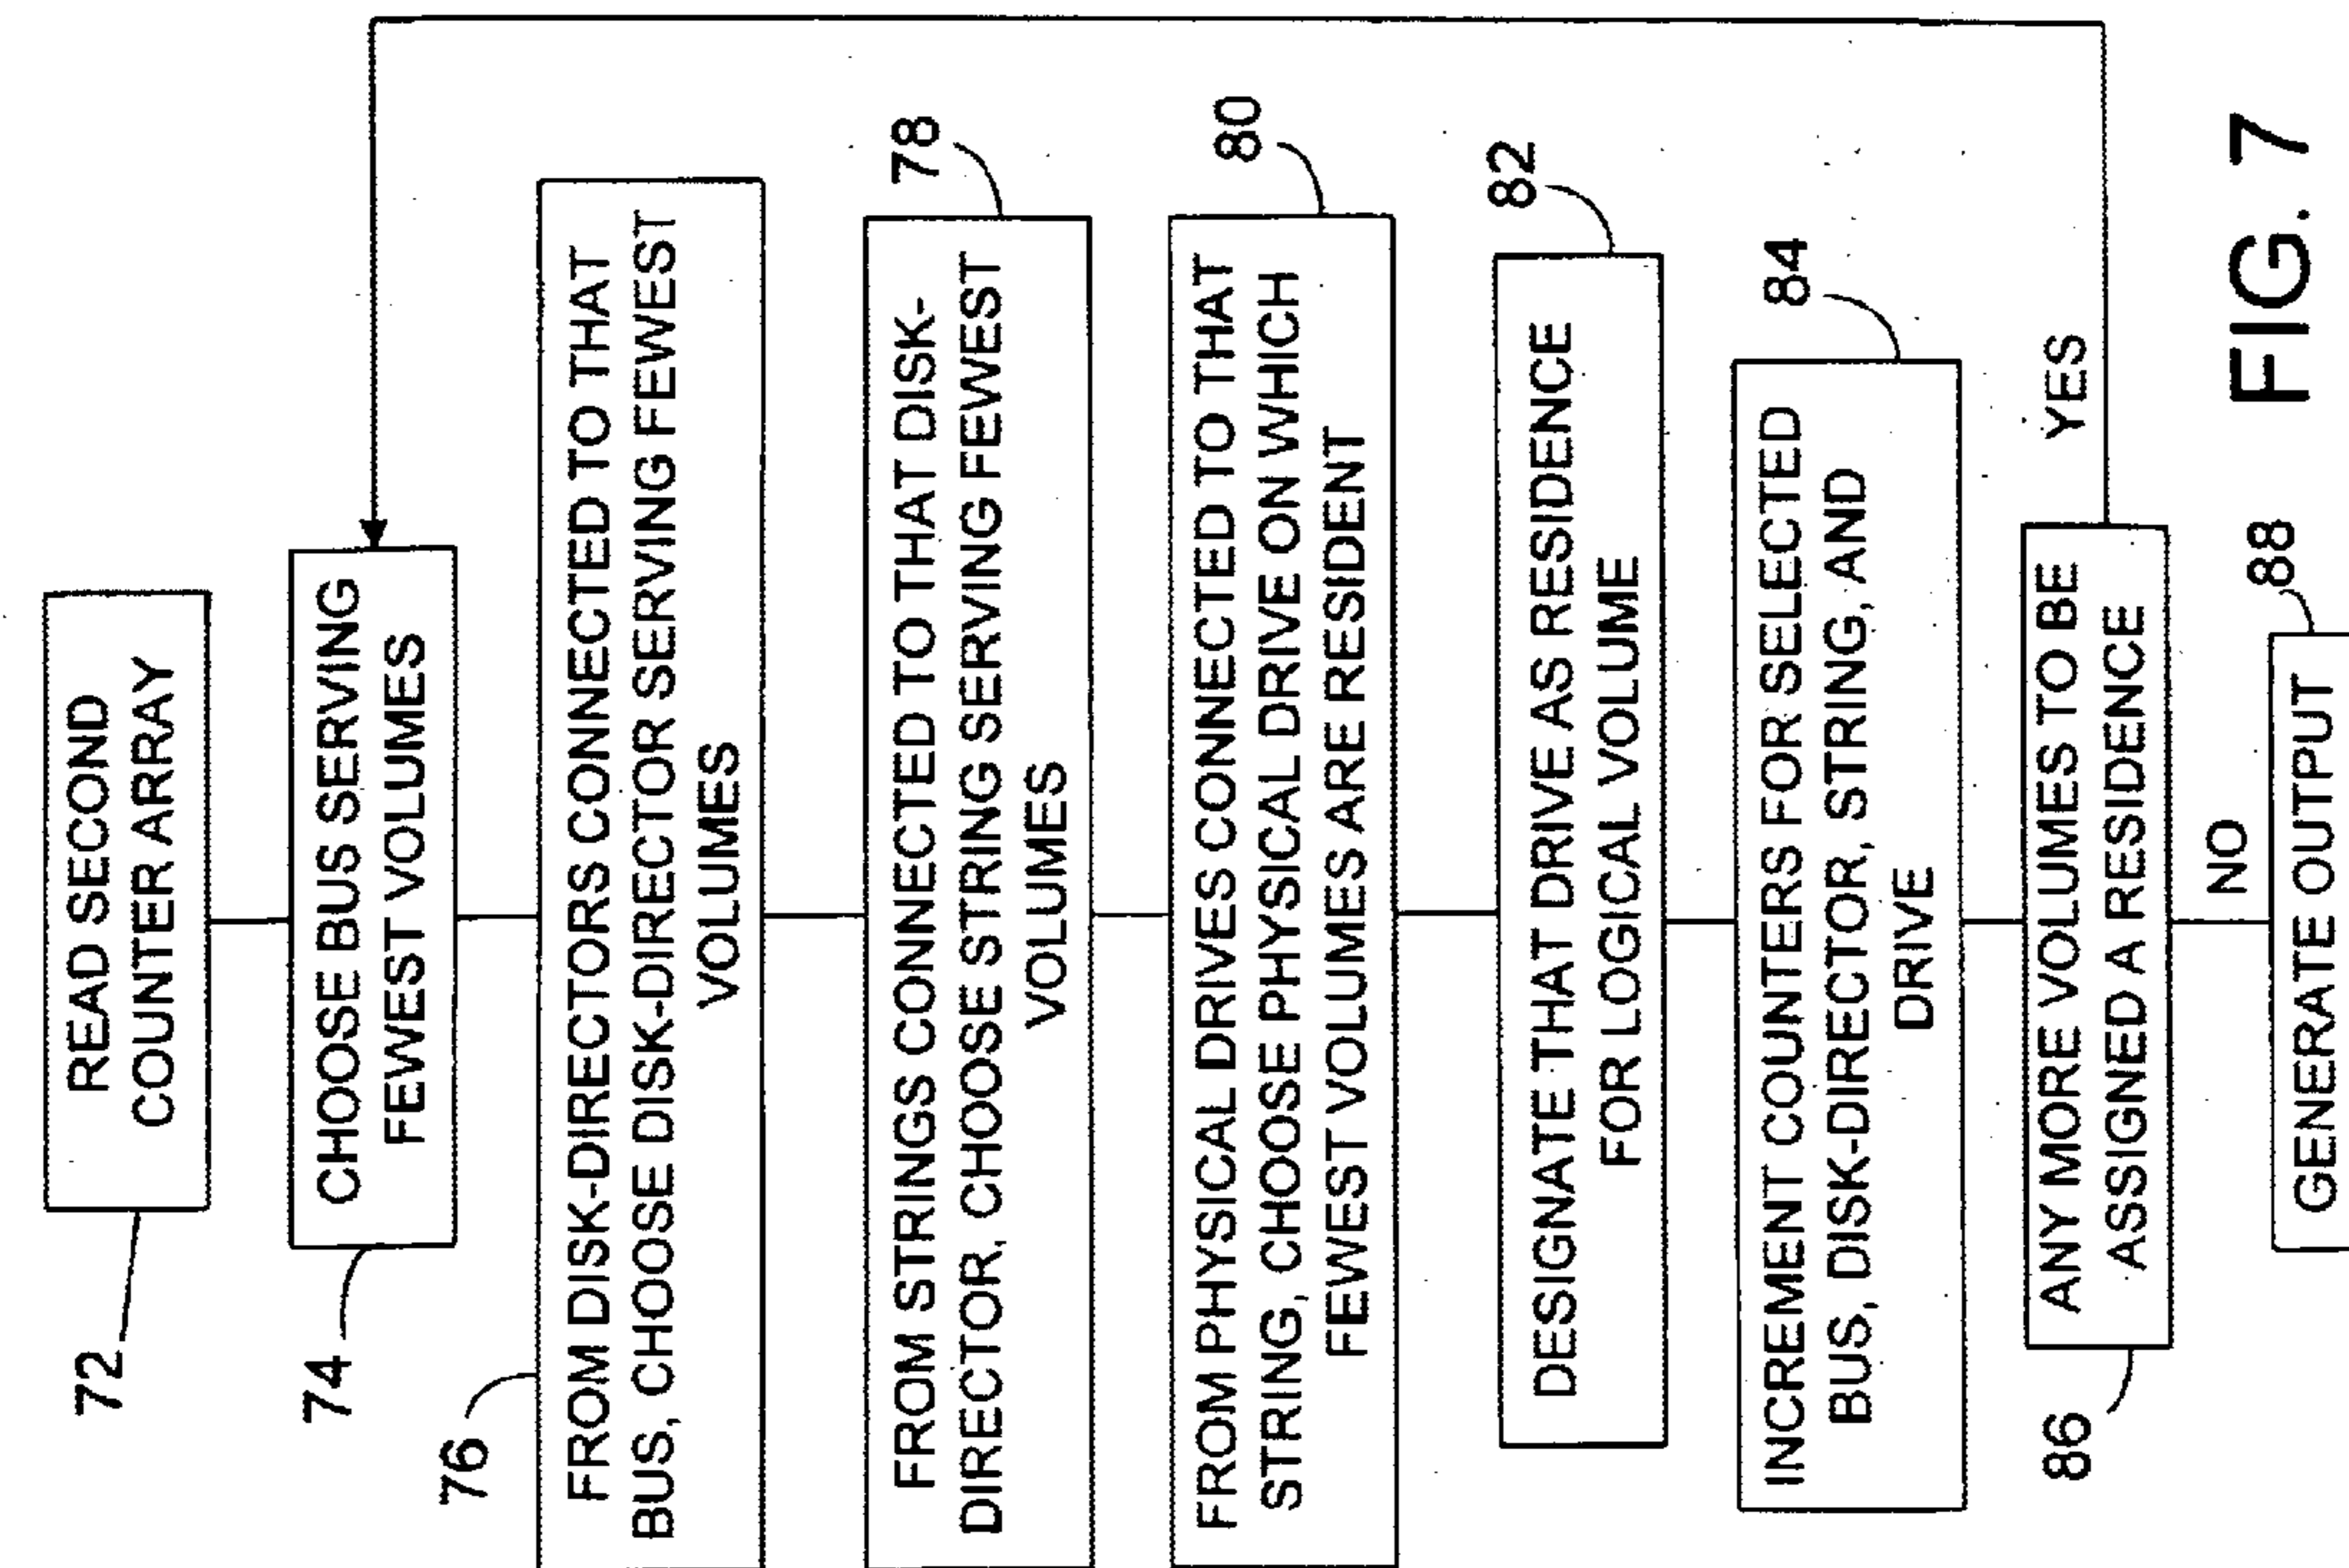 72
READ SECOND
COUNTER ARRAY
74
CHOOSE BUS SERVING
FEWEST VOLUMES
76
FROM DISK-DIRECTORS CONNECTED TO THAT
BUS, CHOOSE DISK-DIRECTOR SERVING FEWEST
VOLUMES
78
FROM STRINGS CONNECTED TO THAT DISK-
DIRECTOR, CHOOSE STRING SERVING FEWEST
VOLUMES
80
FROM PHYSICAL DRIVES CONNECTED TO THAT
STRING, CHOOSE PHYSICAL DRIVE ON WHICH
FEWEST VOLUMES ARE RESIDENT
82
DESIGNATE THAT DRIVE AS RESIDENCE
FOR LOGICAL VOLUME
84
INCREMENT COUNTERS FOR SELECTED
BUS, DISK-DIRECTOR, STRING, AND
DRIVE
86
ANY MORE VOLUMES TO BE
ASSIGNED A RESIDENCE
YES
NO
88
GENERATE OUTPUT
FIG. 7